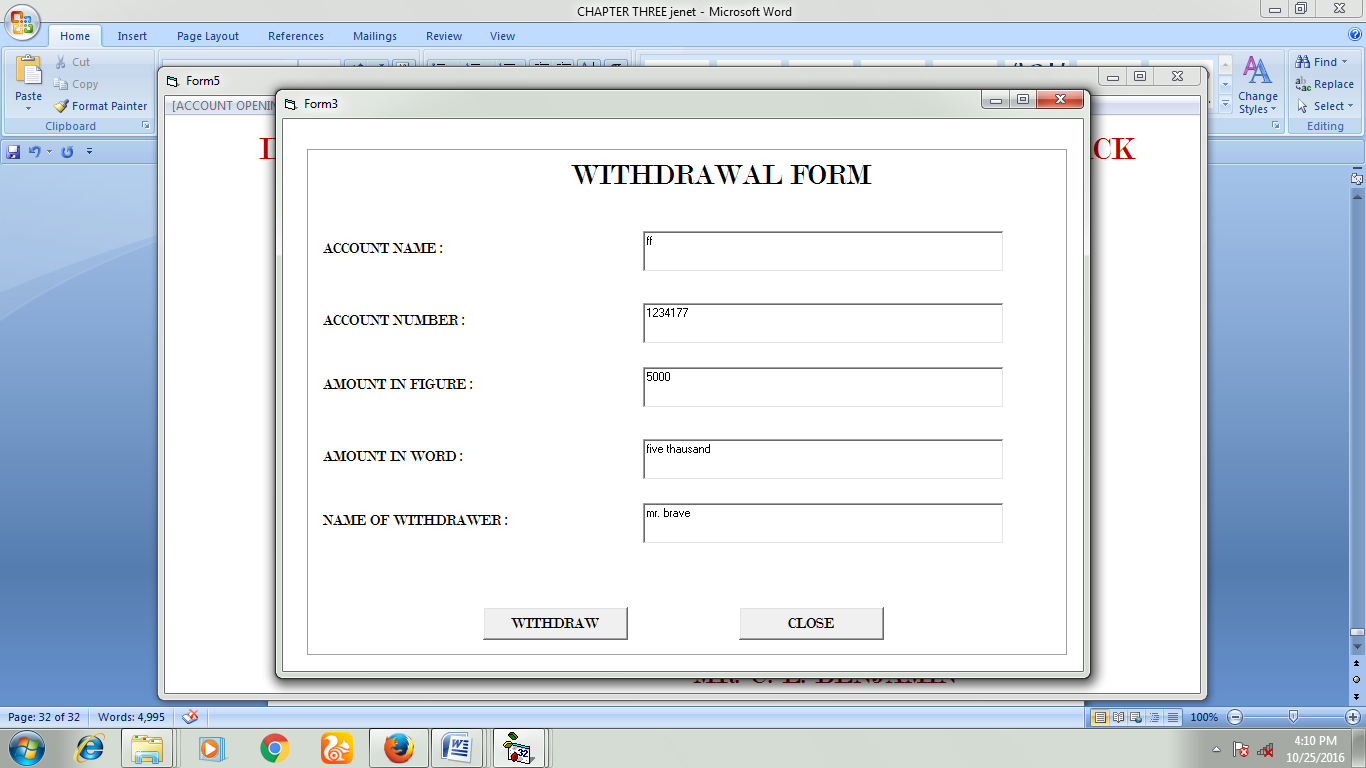 CHAPTER THREE jenet - Microsoft Word
Home Insert Page Layout References Mailings Review View
Paste
Cut
Copy
Format Painter
Clipboard
Change Styles
Find
Replace
Select
Editing
Form5
[ACCOUNT OPENIN
CK
Form3
WITHDRAWAL FORM
ACCOUNT NAME : ff
ACCOUNT NUMBER : 1234177
AMOUNT IN FIGURE : 5000
AMOUNT IN WORD : five thausand
NAME OF WITHDRAWER : mr. brave
WITHDRAW CLOSE
Page: 32 of 32 Words: 4,995 100%
32
4:10 PM
10/25/2016